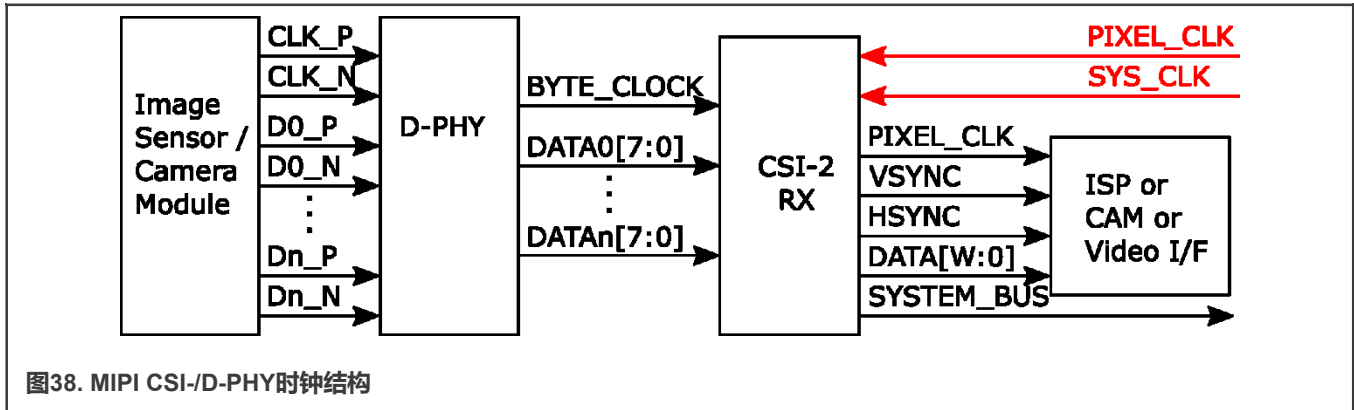 Image
Sensor /
Camera
Module
CLK_P
CLK_N
D0_P
D0_N
⋮
Dn_P
Dn_N
D-PHY
BYTE_CLOCK
DATA0[7:0]
⋮
DATAn[7:0]
CSI-2
RX
PIXEL_CLK
SYS_CLK
PIXEL_CLK
VSYNC
HSYNC
DATA[W:0]
SYSTEM_BUS
ISP or
CAM or
Video I/F
图38. MIPI CSI-/D-PHY时钟结构